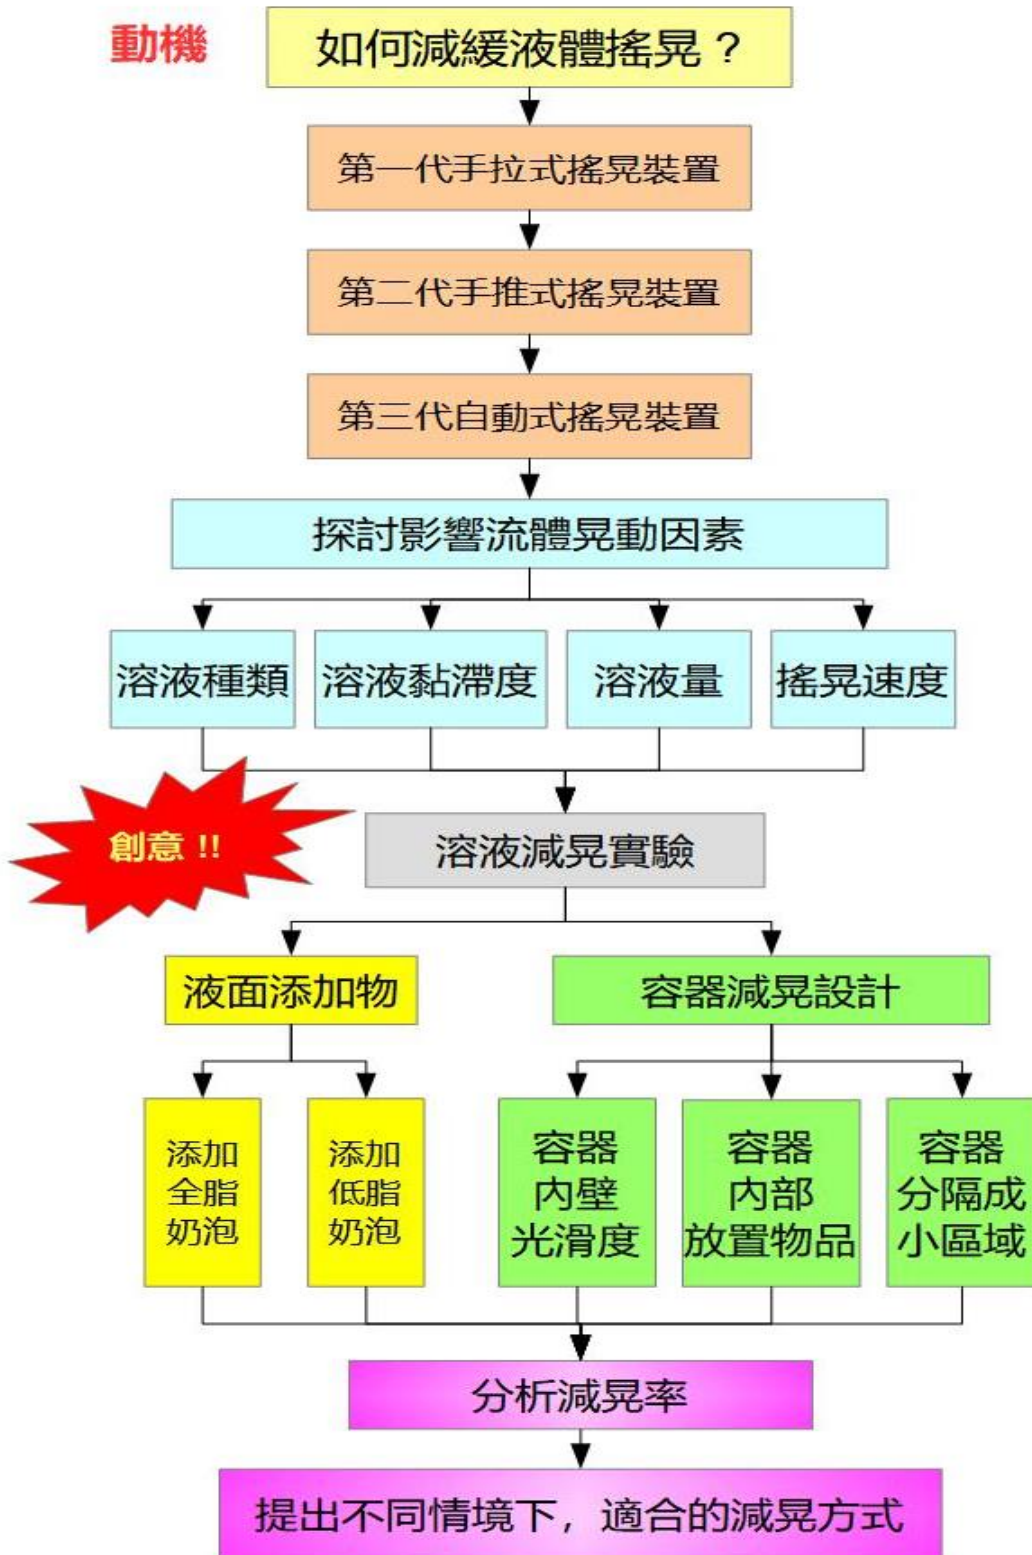 動機
如何減緩液體搖晃？
第一代手拉式搖晃裝置
第二代手推式搖晃裝置
第三代自動式搖晃裝置
探討影響流體晃動因素
溶液種類
溶液黏滯度
溶液量
搖晃速度
創意 !!
溶液減晃實驗
液面添加物
容器減晃設計
添加
全脂
奶泡
添加
低脂
奶泡
容器
內壁
光滑度
容器
內部
放置物品
容器
分隔成
小區域
分析減晃率
提出不同情境下，適合的減晃方式